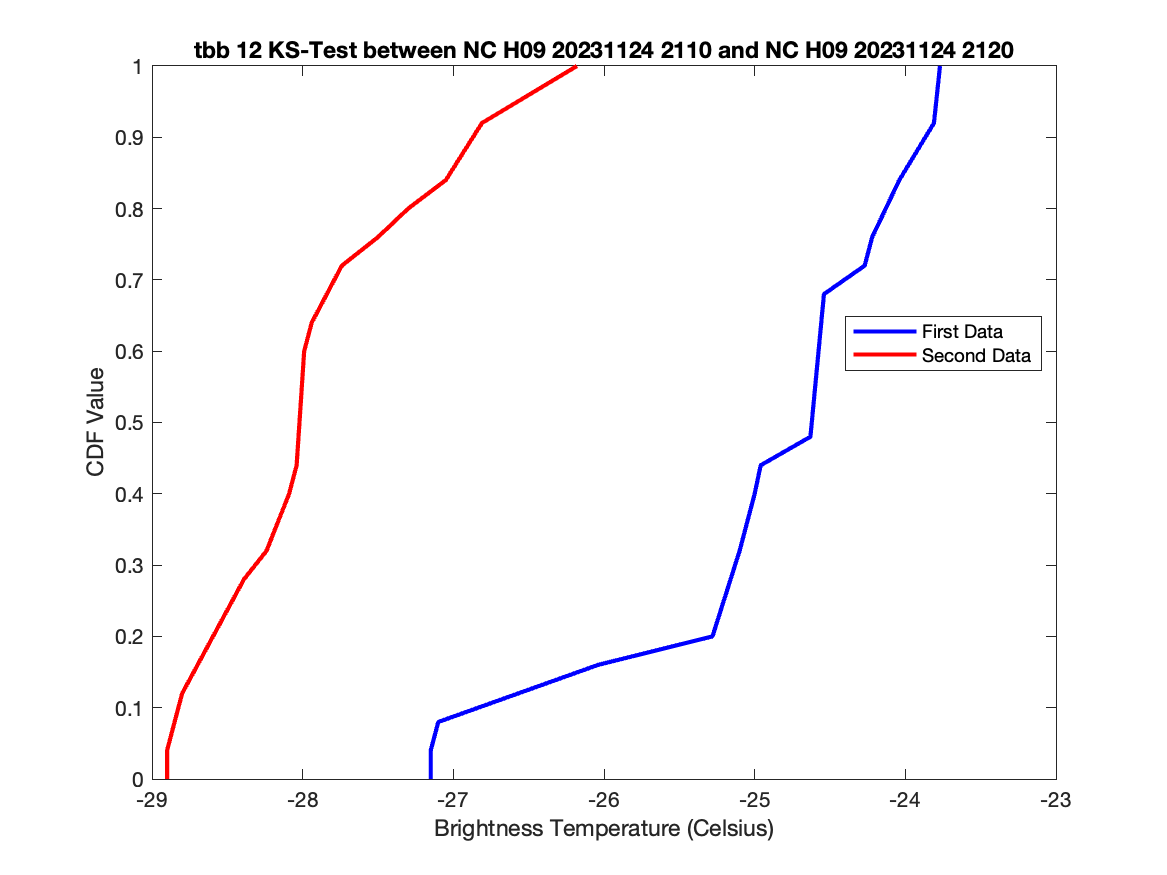 tbb 12 KS-Test between NC H09 20231124 2110 and NC H09 20231124 2120
1
0.9
0.8
0.7
0.6
0.5
0.4
0.3
0.2
0.1
0
CDF Value
First Data
Second Data
-29 -28 -27 -26 -25 -24 -23
Brightness Temperature (Celsius)